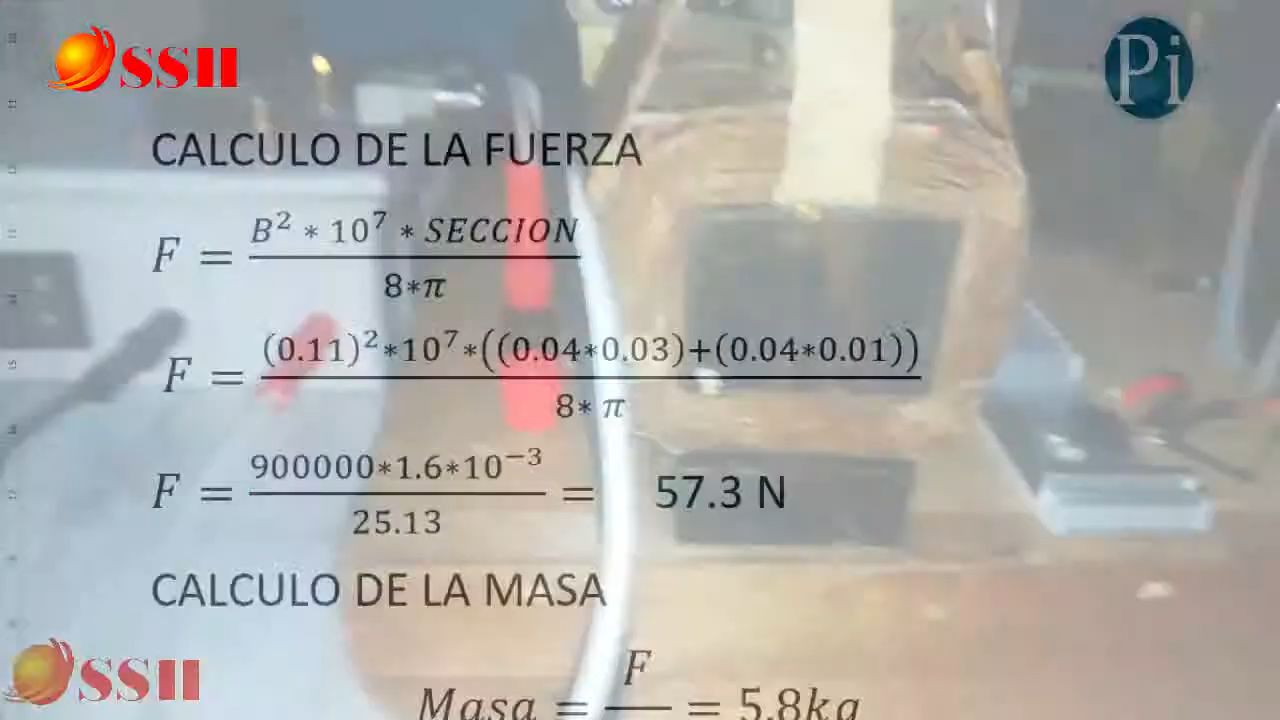 SSII
Pi
CALCULO DE LA FUERZA
F = B² * 10⁷ * SECCION / 8*π
F = (0.11)²*10⁷*((0.04*0.03)+(0.04*0.01)) / 8* π
F = 900000*1.6*10⁻³ / 25.13 = 57.3 N
CALCULO DE LA MASA
SSII
Masa = F / = 5.8kg